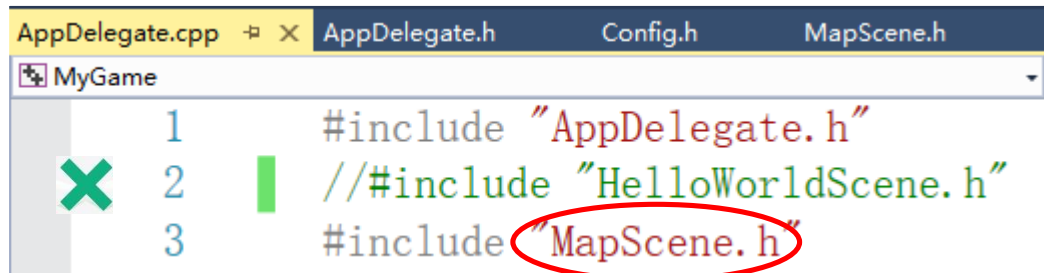 AppDelegate.cpp AppDelegate.h Config.h MapScene.h
MyGame
1 #include "AppDelegate.h"
2 //#include "HelloWorldScene.h"
3 #include "MapScene.h"